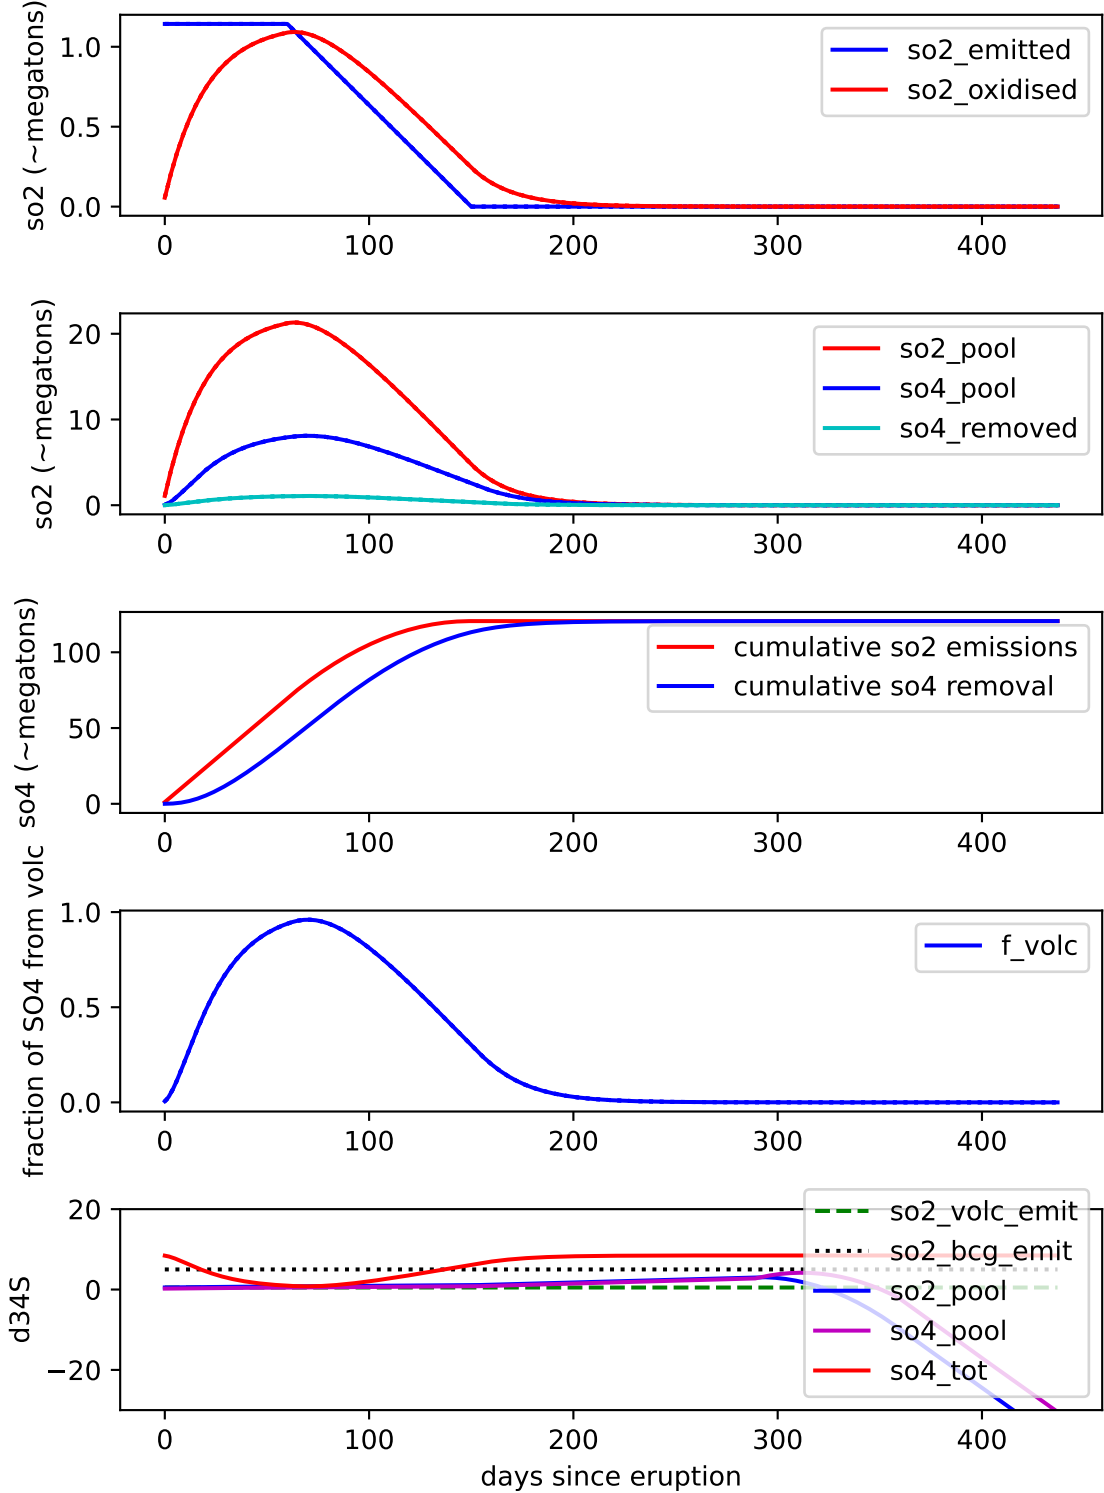 so2 (~megatons)
1.0
0.5
0.0
so2_emitted
so2_oxidised
0 100 200 300 400
so2 (~megatons)
20
10
0
so2_pool
so4_pool
so4_removed
0 100 200 300 400
so4 (~megatons)
100
50
0
cumulative so2 emissions
cumulative so4 removal
0 100 200 300 400
fraction of SO4 from volc
1.0
0.5
0.0
f_volc
0 100 200 300 400
d34S
20
0
−20
so2_volc_emit
so2_bcg_emit
so2_pool
so4_pool
so4_tot
0 100 200 300 400
days since eruption